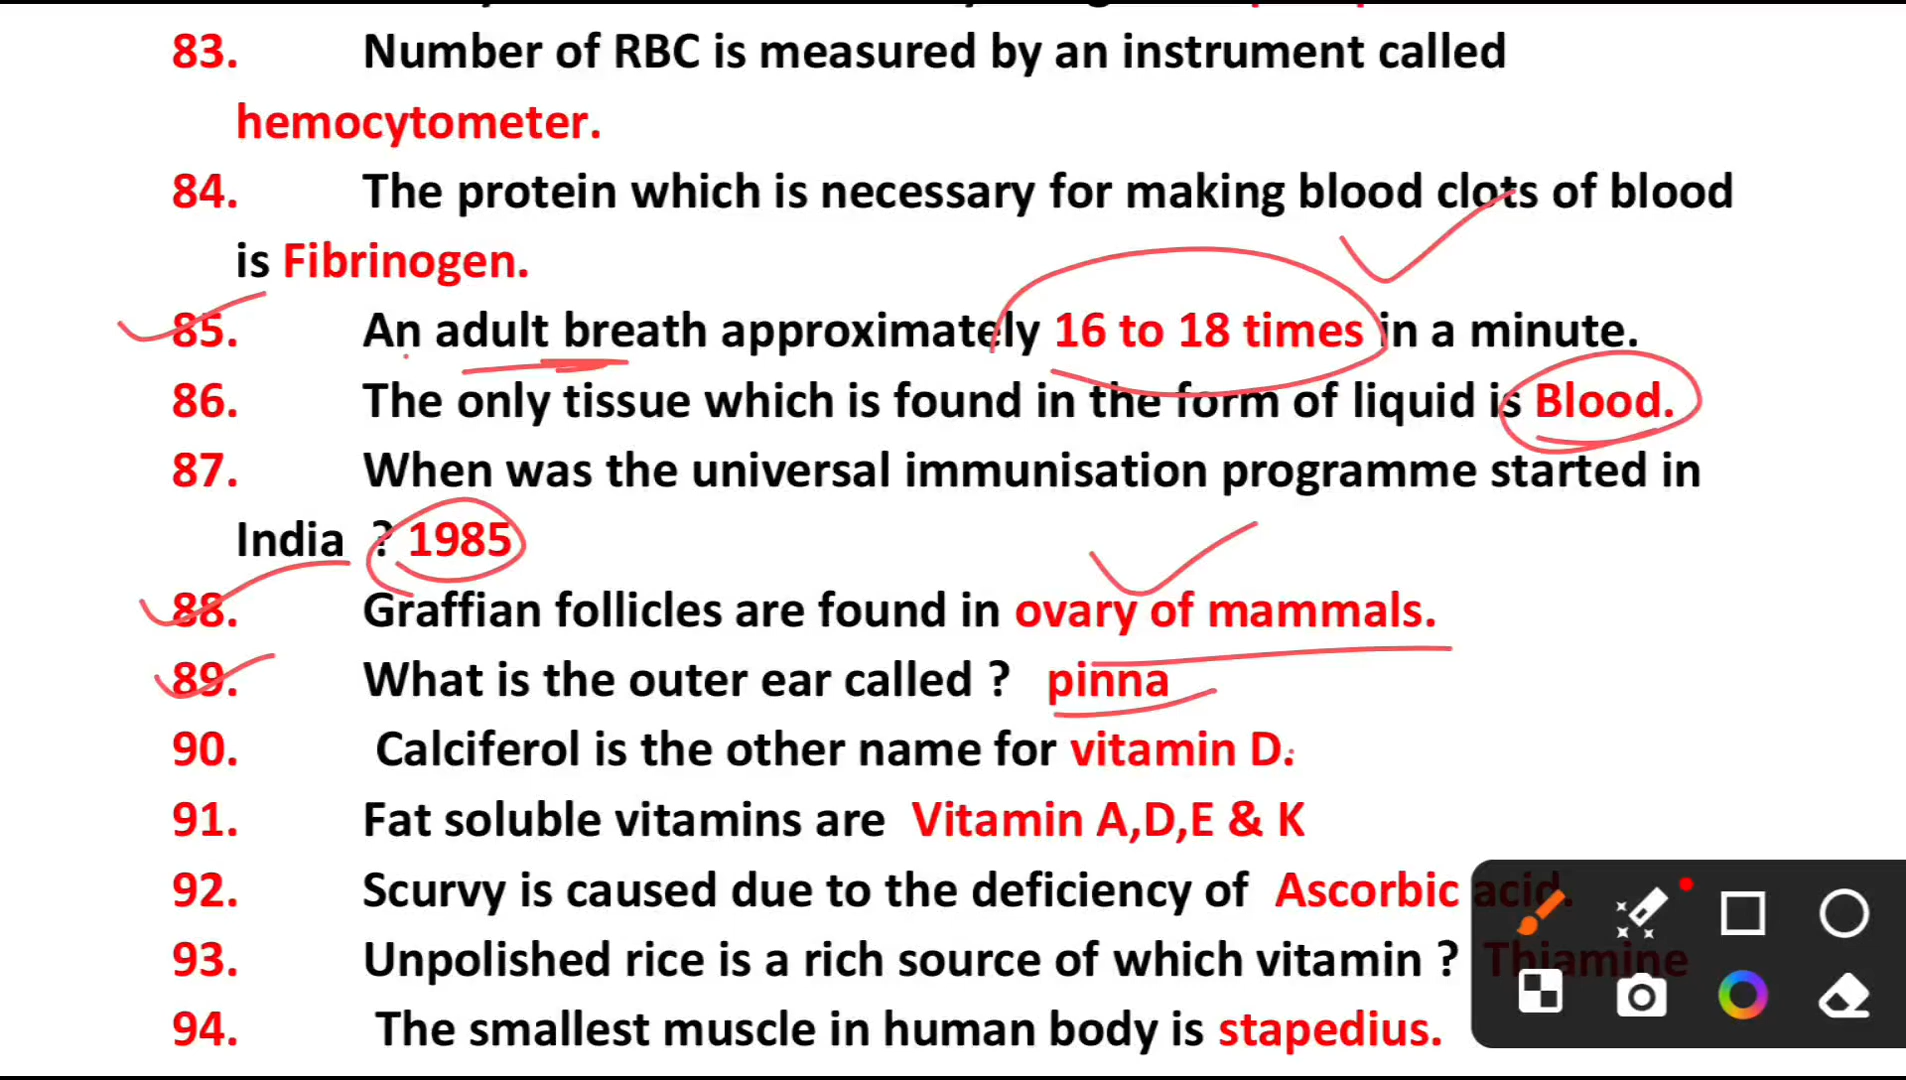 83. Number of RBC is measured by an instrument called
hemocytometer.
84. The protein which is necessary for making blood clots of blood
is Fibrinogen.
85. An adult breath approximately 16 to 18 times in a minute.
86. The only tissue which is found in the form of liquid is Blood.
87. When was the universal immunisation programme started in
India ? 1985
88. Graffian follicles are found in ovary of mammals.
89. What is the outer ear called ? pinna
90. Calciferol is the other name for vitamin D.
91. Fat soluble vitamins are Vitamin A,D,E & K
92. Scurvy is caused due to the deficiency of Ascorbic acid.
93. Unpolished rice is a rich source of which vitamin ? Thiamine
94. The smallest muscle in human body is stapedius.